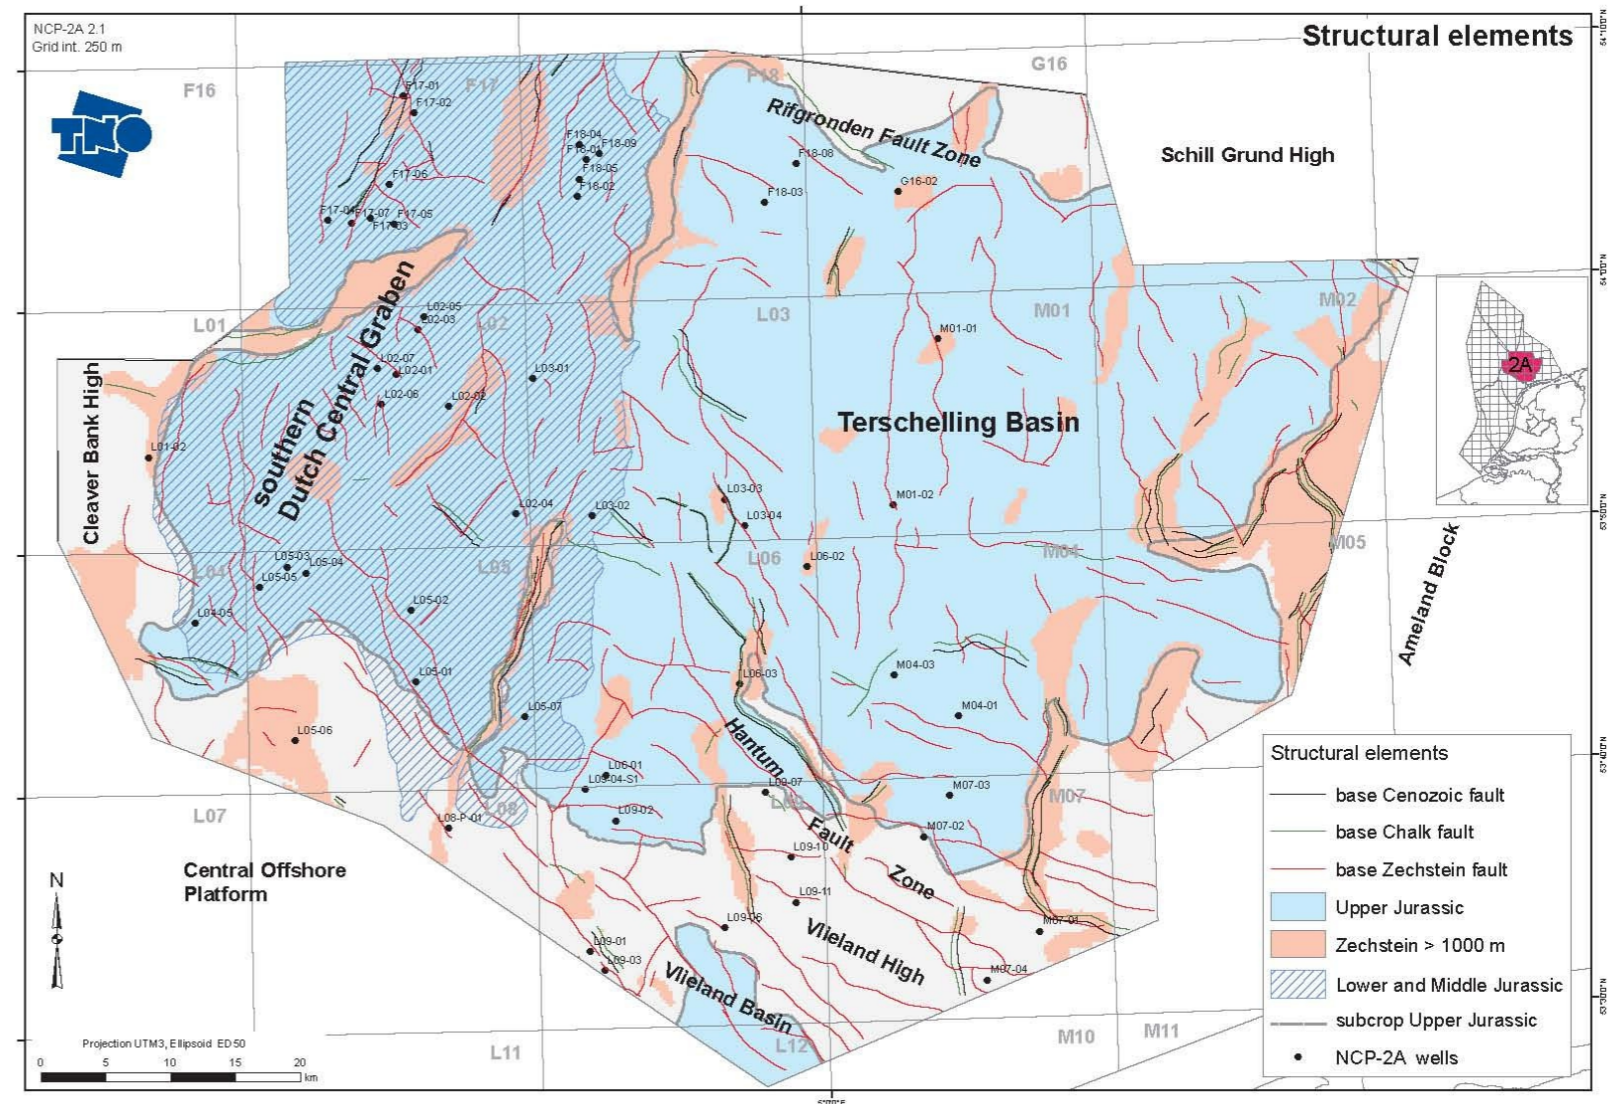 NCP-2A 2.1
Grid int. 250 m
Structural elements
F16
F17
F18
G16
TNO
F17-01
F17-02
Rifgronden Fault Zone
F18-04
F18-09
F18-01
F18-05
F18-02
F18-08
F18-03
G16-02
Schill Grund High
F17-06
F17-04
F17-07
F17-05
F17-03
southern
Dutch Central Graben
L01
L02
L03
M01
M02
L02-05
L02-03
L02-07
L02-01
L02-06
L02-02
L03-01
M01-01
2A
Cleaver Bank High
L01-02
Terschelling Basin
L02-04
L03-02
L03-03
L03-04
M01-02
L04
L05
L06
M04
M05
L05-03
L05-04
L05-05
L06-02
Ameland Block
L04-05
L05-02
L05-01
L06-03
M04-03
L05-07
M04-01
L05-06
Hantum
Fault
Zone
L06-01
L09-04-S1
L09-07
M07-03
L07
L08
L09
M07
L09-02
L08-P-01
M07-02
L09-10
L09-11
Central Offshore
Platform
N
L09-06
M07-01
Vlieland High
L09-01
L09-03
M07-04
Vlieland Basin
L11
L12
M10
M11
Structural elements
base Cenozoic fault
base Chalk fault
base Zechstein fault
Upper Jurassic
Zechstein > 1000 m
Lower and Middle Jurassic
subcrop Upper Jurassic
NCP-2A wells
Projection UTM3, Ellipsoid ED50
0 5 10 15 20
km